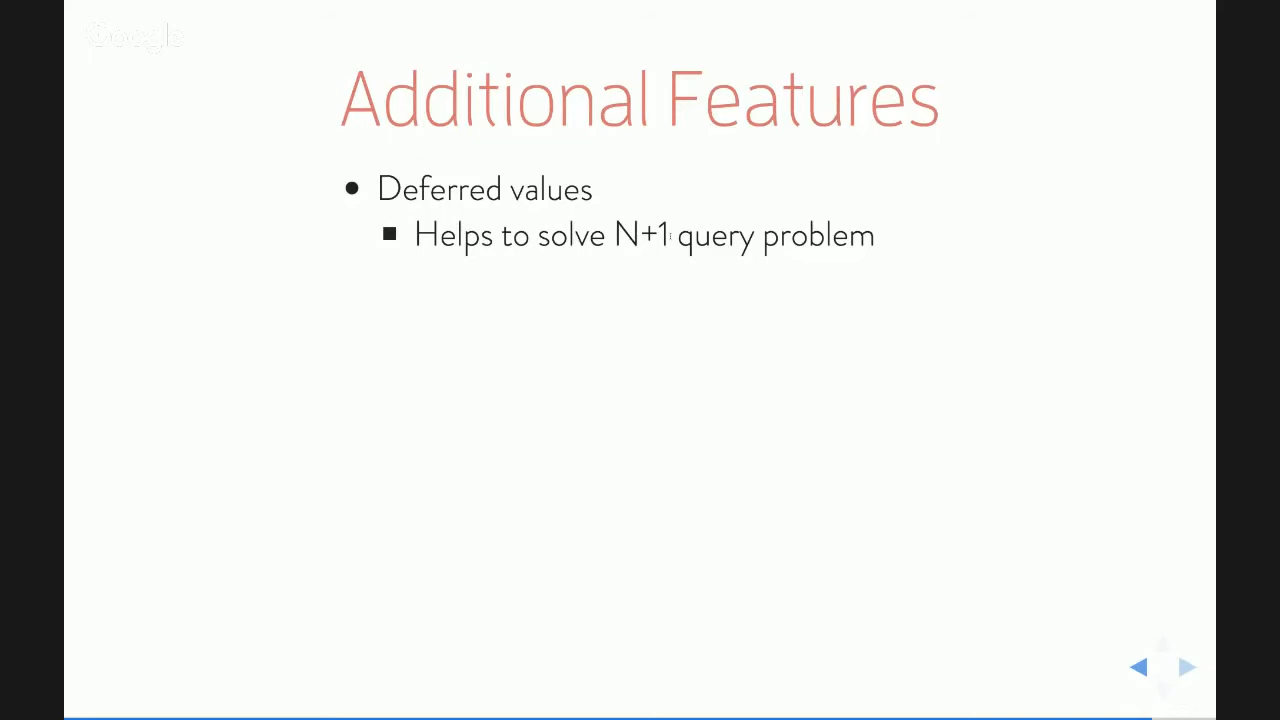 Google
Additional Features
Deferred values
Helps to solve N+1 query problem